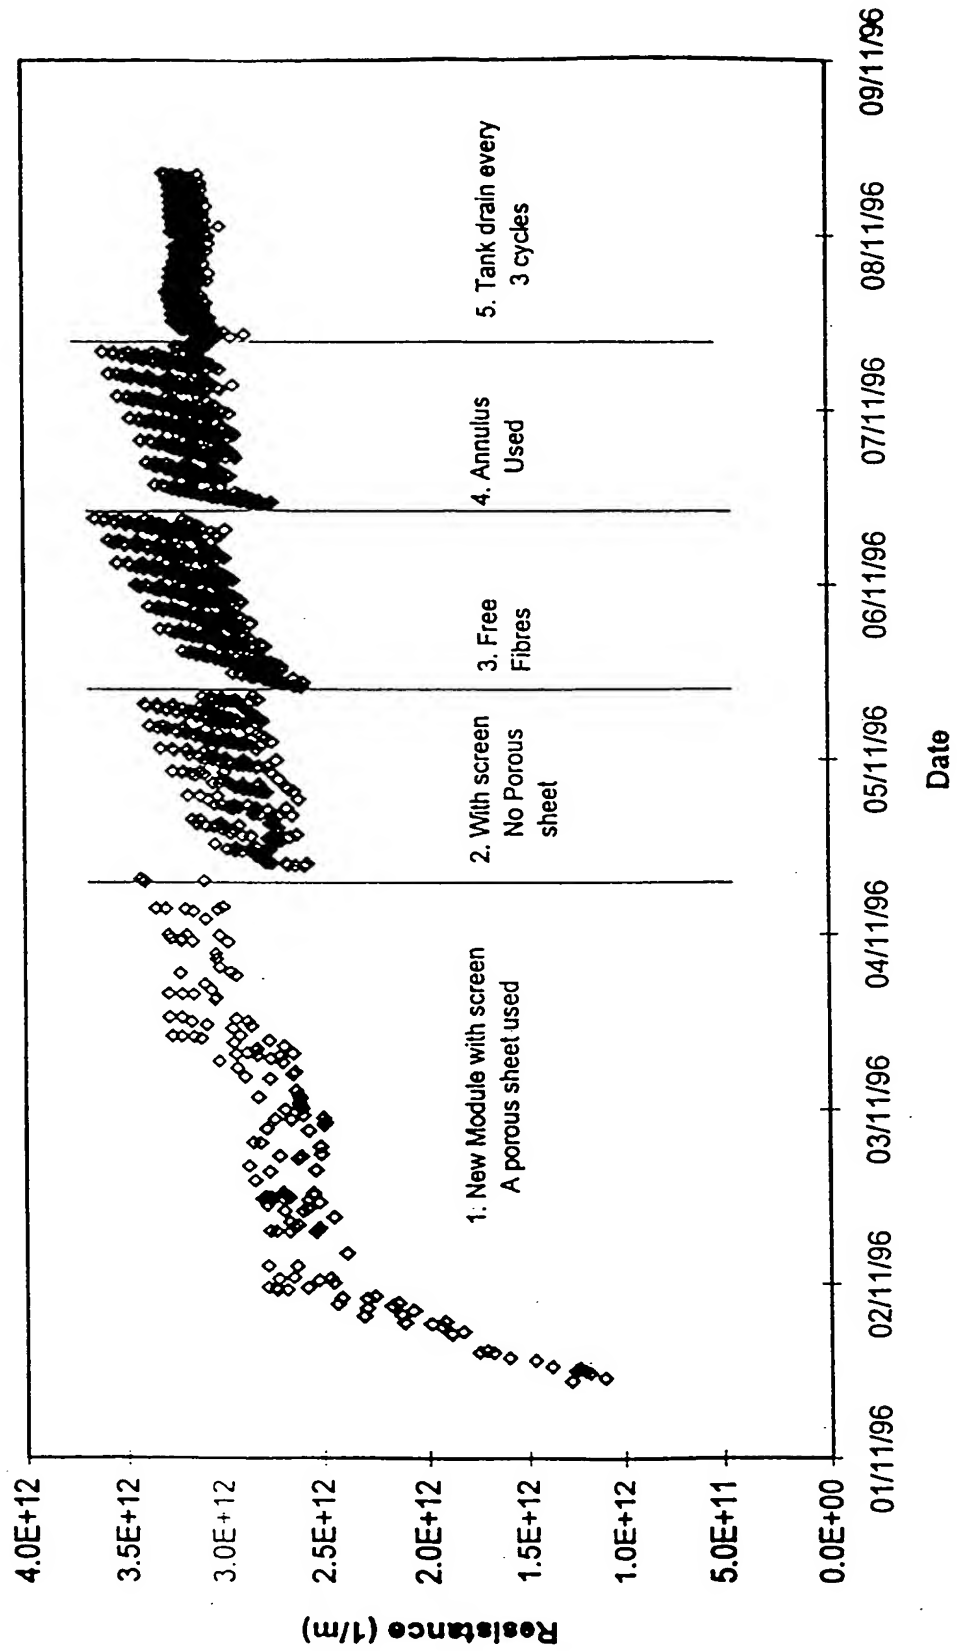 Resistance (1/m)
4.0E+12
3.5E+12
3.0E+12
2.5E+12
2.0E+12
1.5E+12
1.0E+12
5.0E+11
0.0E+00
1: New Module with screen
A porous sheet used
2. With screen
No Porous
sheet
3. Free
Fibres
4. Annulus
Used
5. Tank drain every
3 cycles
01/11/96
02/11/96
03/11/96
04/11/96
05/11/96
06/11/96
07/11/96
08/11/96
09/11/96
Date